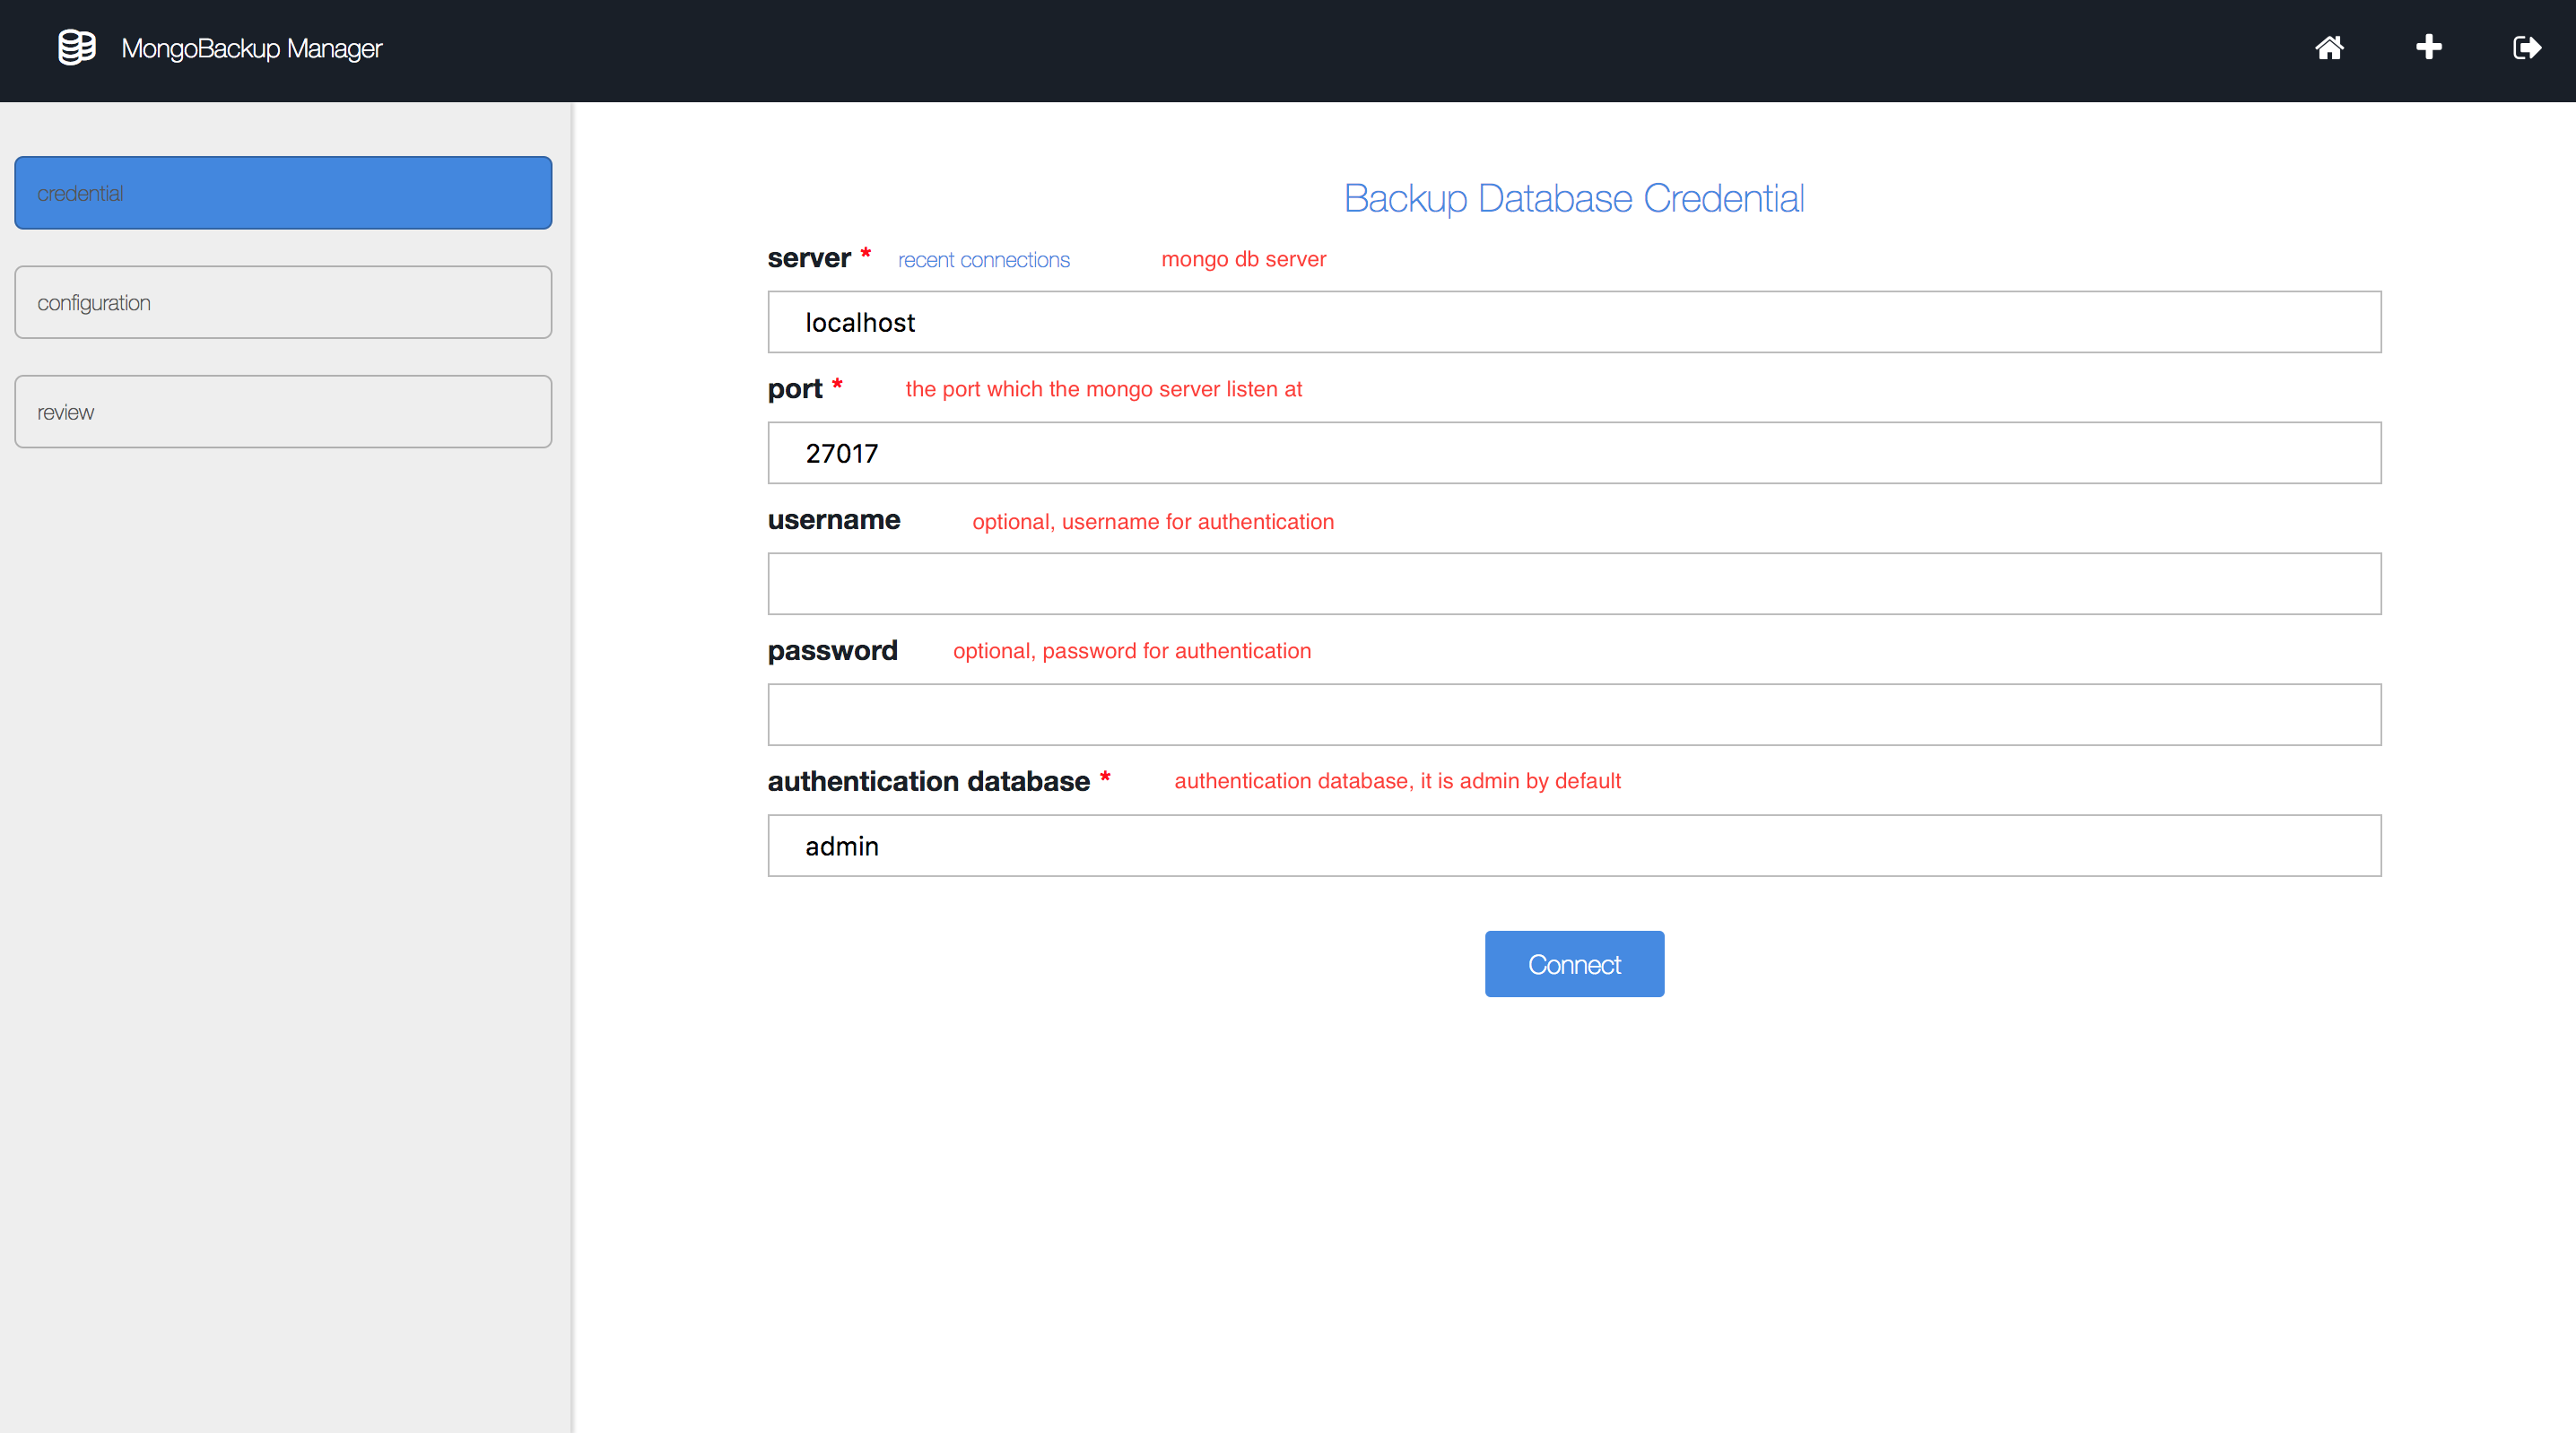 MongoBackup Manager
credential
configuration
review
Backup Database Credential
server * recent connections mongo db server
localhost
port * the port which the mongo server listen at
27017
username optional, username for authentication
password optional, password for authentication
authentication database * authentication database, it is admin by default
admin
Connect